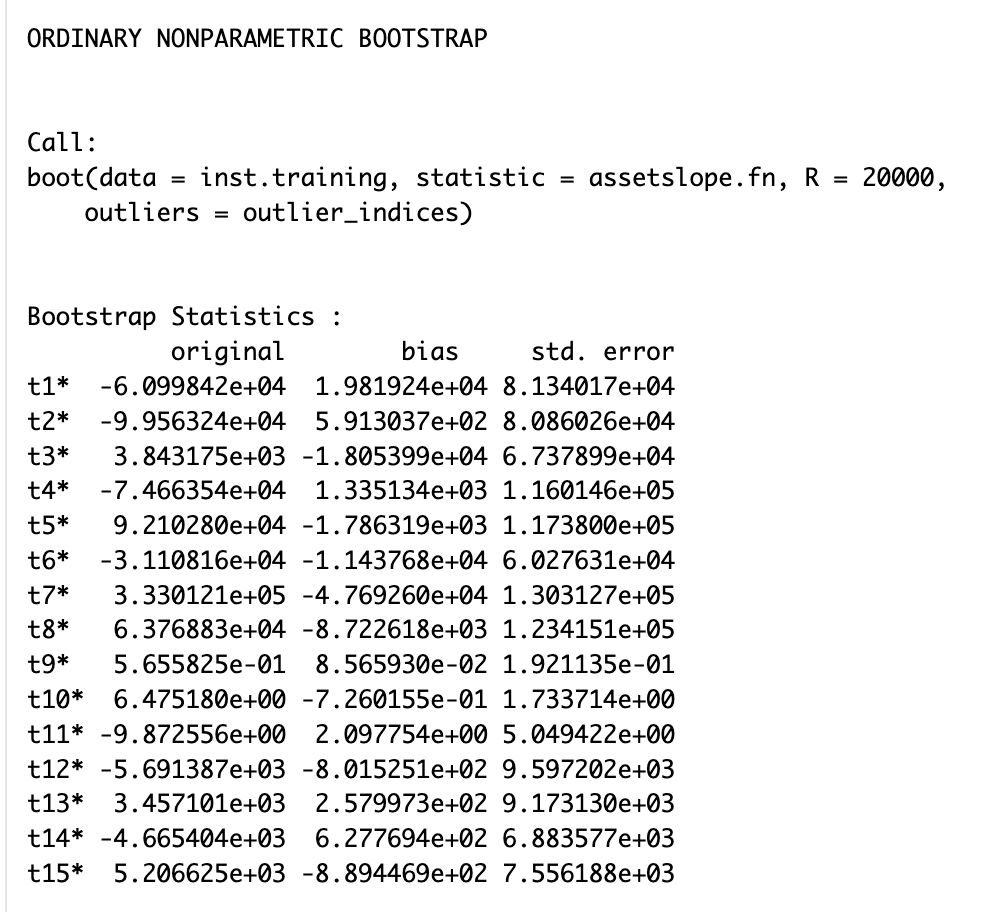 ORDINARY NONPARAMETRIC BOOTSTRAP
Call:
boot(data = inst.training, statistic = assetslope.fn, R = 20000,
    outliers = outlier_indices)
Bootstrap Statistics :
          original        bias     std. error
t1*  -6.099842e+04  1.981924e+04 8.134017e+04
t2*  -9.956324e+04  5.913037e+02 8.086026e+04
t3*   3.843175e+03 -1.805399e+04 6.737899e+04
t4*  -7.466354e+04  1.335134e+03 1.160146e+05
t5*   9.210280e+04 -1.786319e+03 1.173800e+05
t6*  -3.110816e+04 -1.143768e+04 6.027631e+04
t7*   3.330121e+05 -4.769260e+04 1.303127e+05
t8*   6.376883e+04 -8.722618e+03 1.234151e+05
t9*   5.655825e-01  8.565930e-02 1.921135e-01
t10*  6.475180e+00 -7.260155e-01 1.733714e+00
t11* -9.872556e+00  2.097754e+00 5.049422e+00
t12* -5.691387e+03 -8.015251e+02 9.597202e+03
t13*  3.457101e+03  2.579973e+02 9.173130e+03
t14* -4.665404e+03  6.277694e+02 6.883577e+03
t15*  5.206625e+03 -8.894469e+02 7.556188e+03